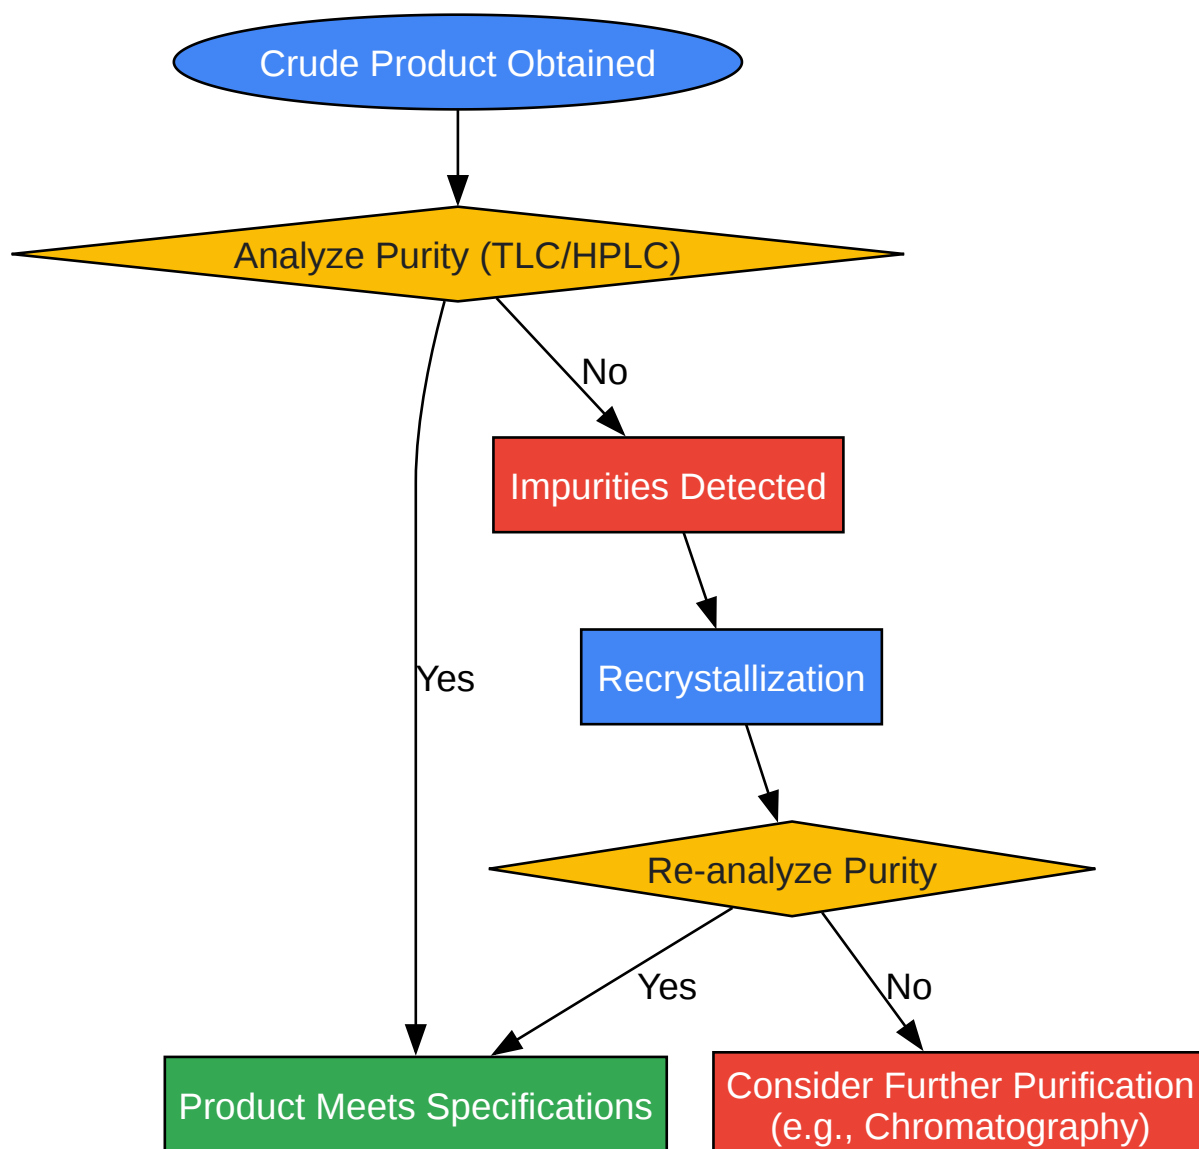 Crude Product Obtained
Analyze Purity (TLC/HPLC)
No
Impurities Detected
Yes
Recrystallization
Re-analyze Purity
Yes
No
Product Meets Specifications
Consider Further Purification
(e.g., Chromatography)